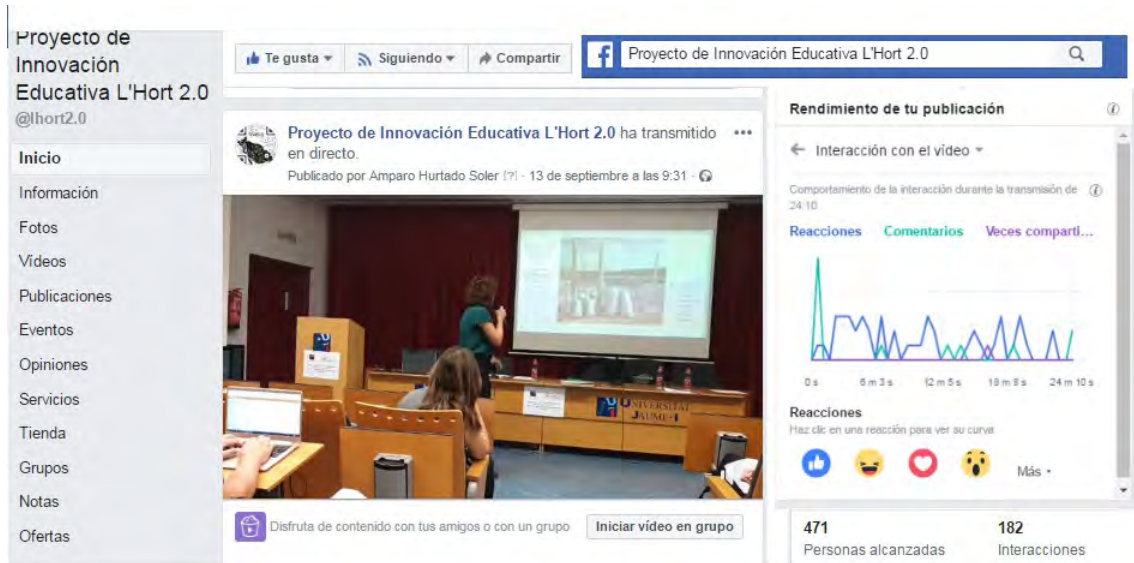 Proyecto de
Innovación
Educativa L'Hort 2.0
@lhort2.0
Inicio
Información
Fotos
Vídeos
Publicaciones
Eventos
Opiniones
Servicios
Tienda
Grupos
Notas
Ofertas
Te gusta
Siguiendo
Compartir
Proyecto de Innovación Educativa L'Hort 2.0
Proyecto de Innovación Educativa L'Hort 2.0 ha transmitido
en directo.
Publicado por Amparo Hurtado Soler [?] · 13 de septiembre a las 9:31 ·
UNIVERSITAT
JAUME·I
Disfruta de contenido con tus amigos o con un grupo
Iniciar vídeo en grupo
Rendimiento de tu publicación
Interacción con el vídeo
Comportamiento de la interacción durante la transmisión de
24:10
Reacciones Comentarios Veces comparti...
0 s 6 m 3 s 12 m 5 s 18 m 8 s 24 m 10 s
Reacciones
Haz clic en una reacción para ver su curva
Más
471 182
Personas alcanzadas Interacciones